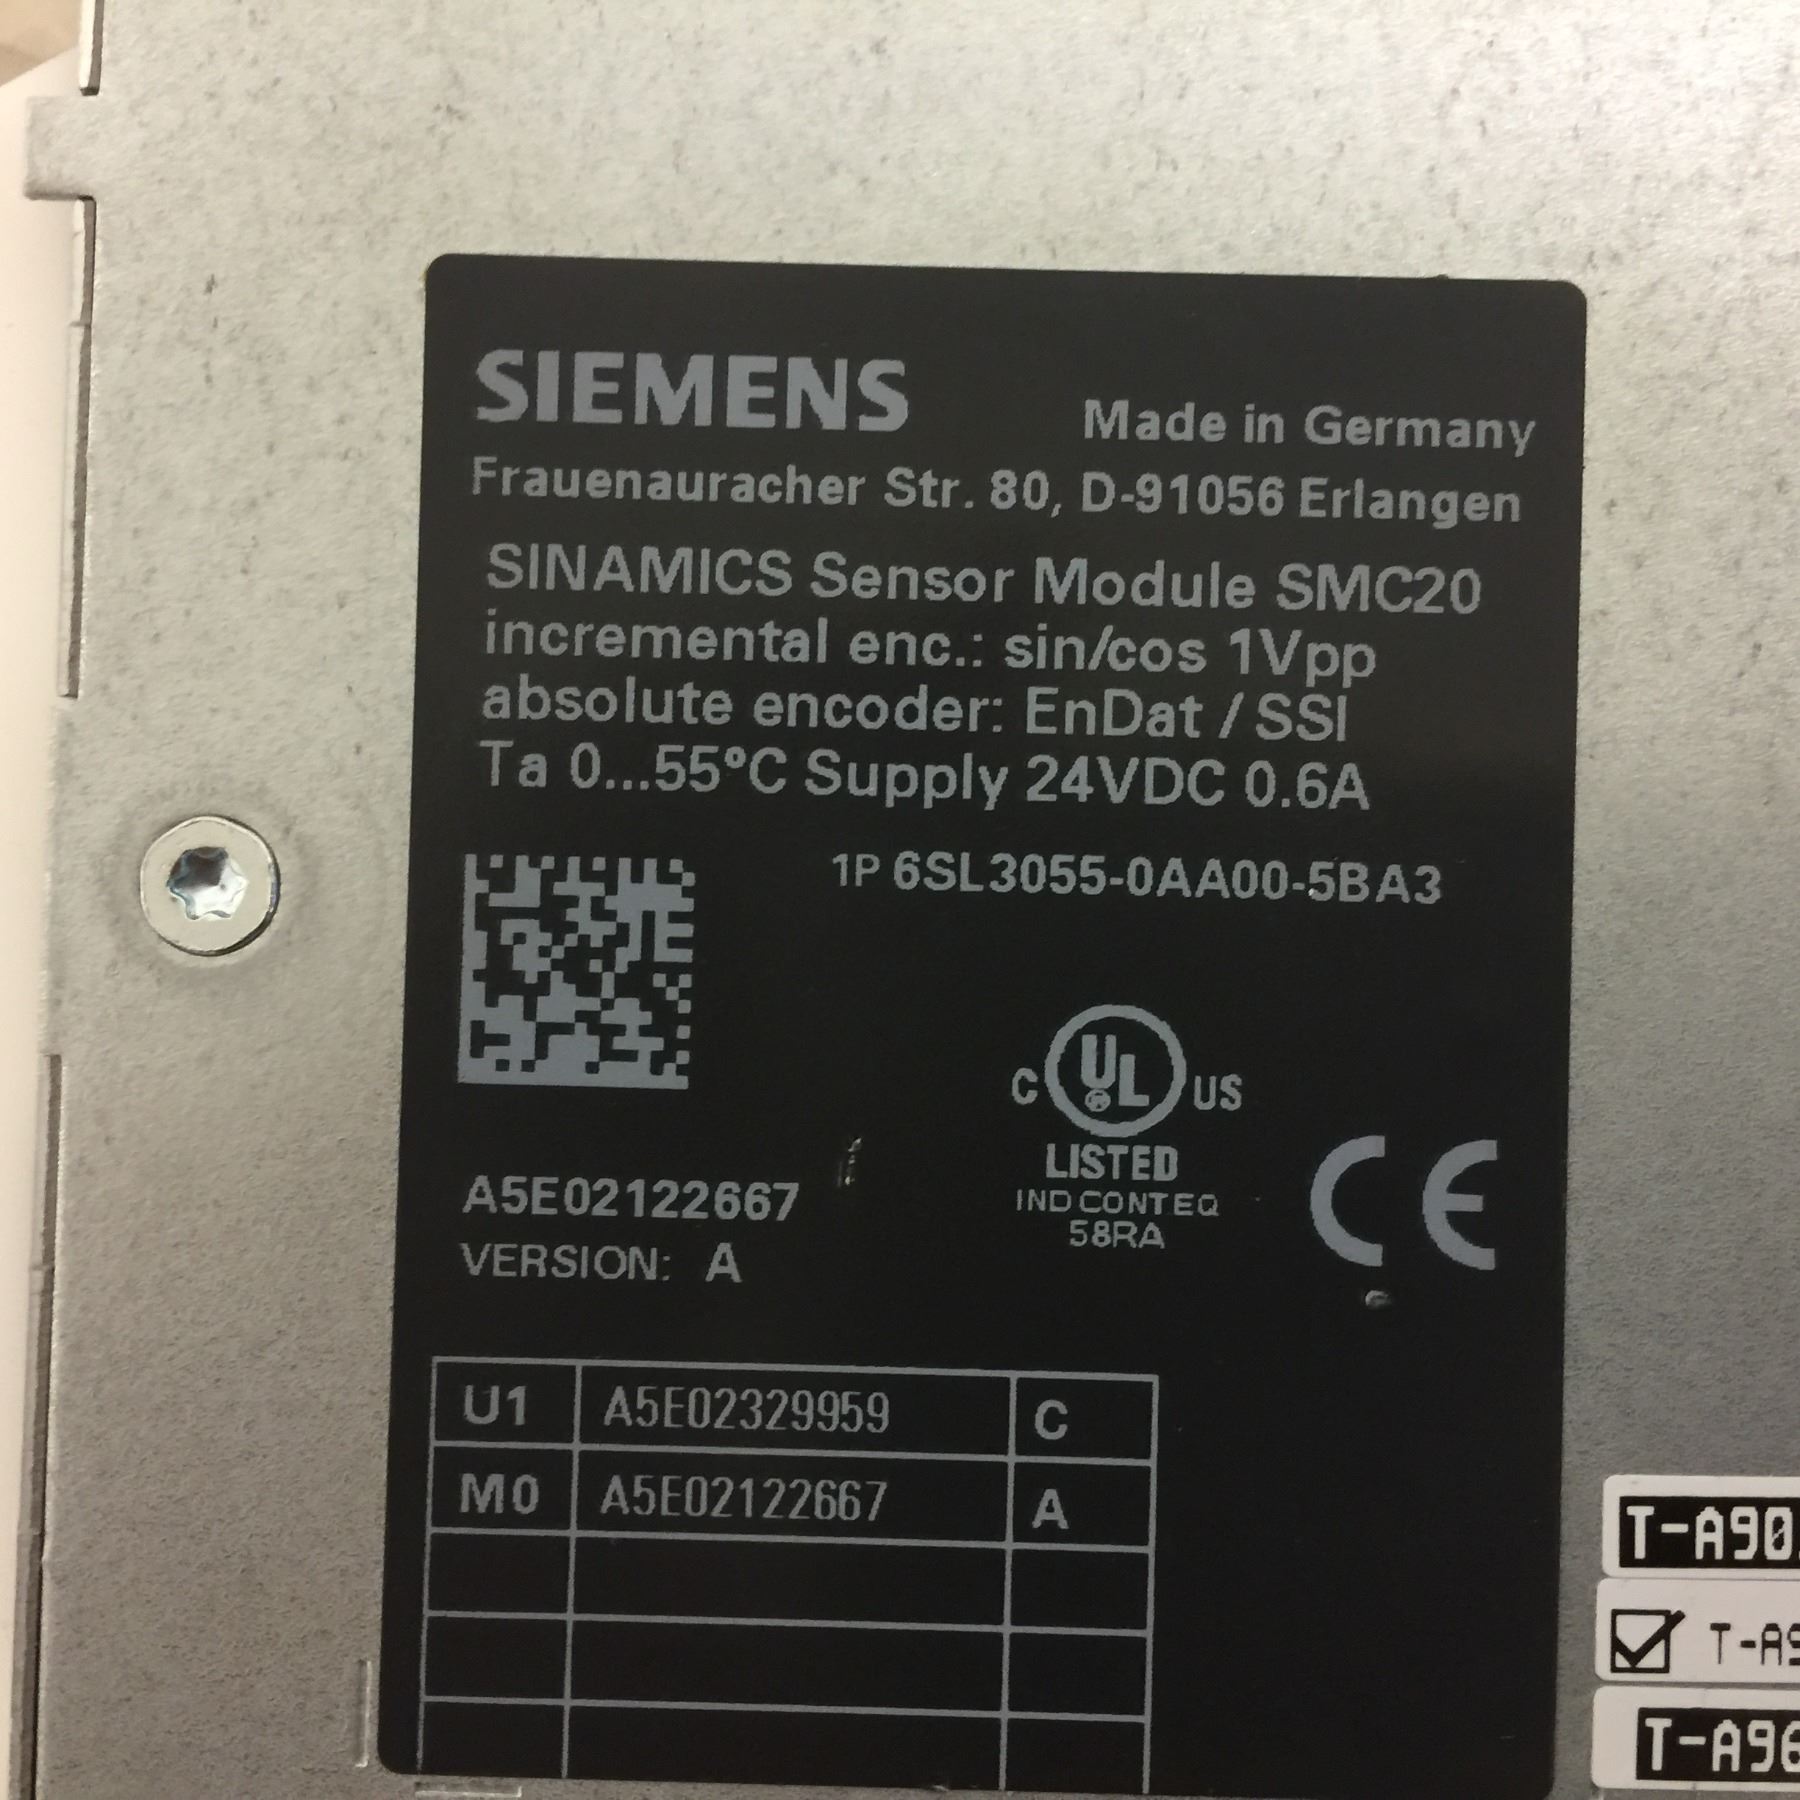 SIEMENS
Made in Germany
Frauenauracher Str. 80, D-91056 Erlangen
SINAMICS Sensor Module SMC20
incremental enc.: sin/cos 1Vpp
absolute encoder: EnDat / SSI
Ta 0...55°C Supply 24VDC 0.6A
1P 6SL3055-0AA00-5BA3
C UL ® US
LISTED
IND CONT EQ
58RA
CE
A5E02122667
VERSION: A
U1 A5E02329959 C
M0 A5E02122667 A